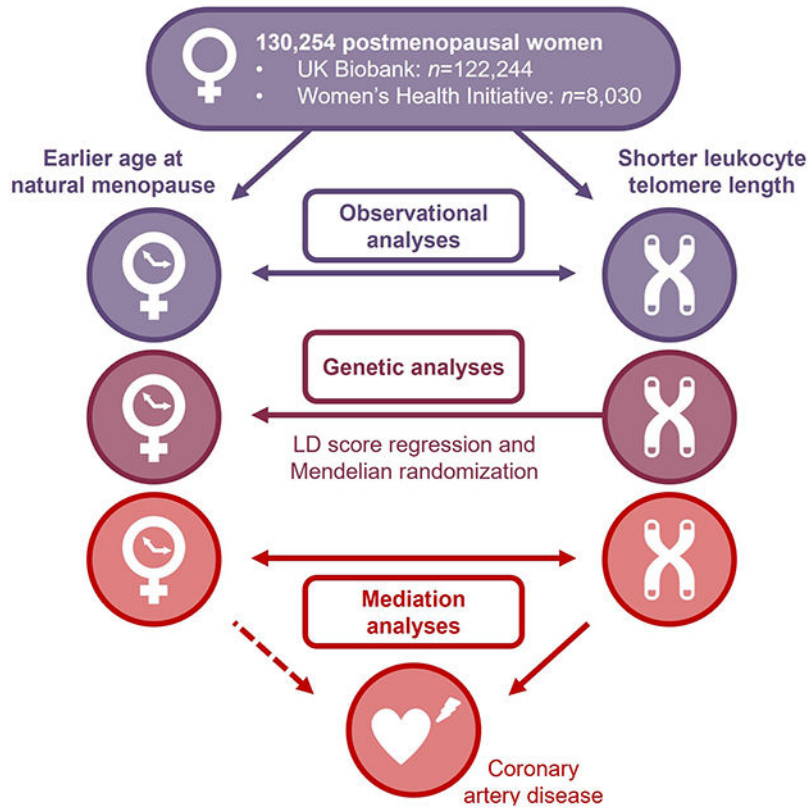 130,254 postmenopausal women
• UK Biobank: n=122,244
• Women's Health Initiative: n=8,030
Earlier age at
natural menopause
Shorter leukocyte
telomere length
Observational
analyses
Genetic analyses
LD score regression and
Mendelian randomization
Mediation
analyses
Coronary
artery disease